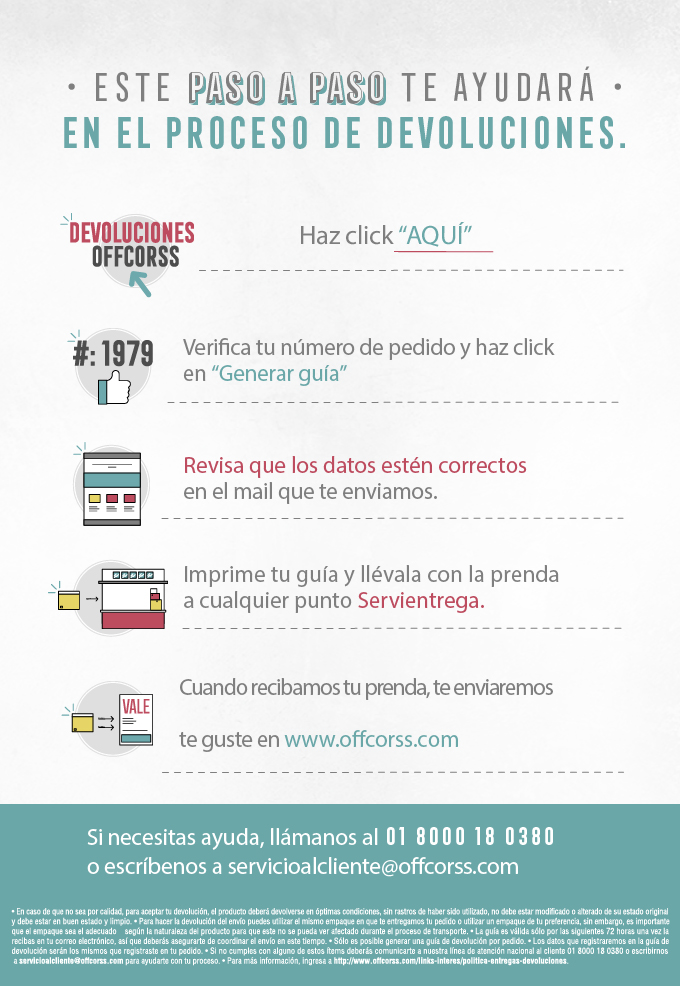 • ESTE PASO A PASO TE AYUDARÁ •
EN EL PROCESO DE DEVOLUCIONES.
DEVOLUCIONES
OFFCORSS
Haz click “AQUÍ”
#: 1979
Verifica tu número de pedido y haz click
en “Generar guía”
Revisa que los datos estén correctos
en el mail que te enviamos.
Imprime tu guía y llévala con la prenda
a cualquier punto Servientrega.
VALE
Cuando recibamos tu prenda, te enviaremos
te guste en www.offcorss.com
Si necesitas ayuda, llámanos al 01 8000 18 0380
o escríbenos a servicioalcliente@offcorss.com
• En caso de que no sea por calidad, para aceptar tu devolución, el producto deberá devolverse en óptimas condiciones, sin rastros de haber sido utilizado, no debe estar modificado o alterado de su estado original
y debe estar en buen estado y limpio. • Para hacer la devolución del envío puedes utilizar el mismo empaque en que te entregamos tu pedido o utilizar un empaque de tu preferencia, sin embargo, es importante
que el empaque sea el adecuado según la naturaleza del producto para que este no se pueda ver afectado durante el proceso de transporte. • La guía es válida sólo por las siguientes 72 horas una vez la
recibas en tu correo electrónico, así que deberás asegurarte de coordinar el envío en este tiempo. • Sólo es posible generar una guía de devolución por pedido. • Los datos que registraremos en la guía de
devolución serán los mismos que registraste en tu pedido. • Si no cumples con alguno de estos ítems deberás comunicarte a nuestra línea de atención nacional al cliente 01 8000 18 0380 o escribirnos
a servicioalcliente@offcorss.com para ayudarte con tu proceso. • Para más información, ingresa a http://www.offcorss.com/links-interes/politica-entregas-devoluciones.